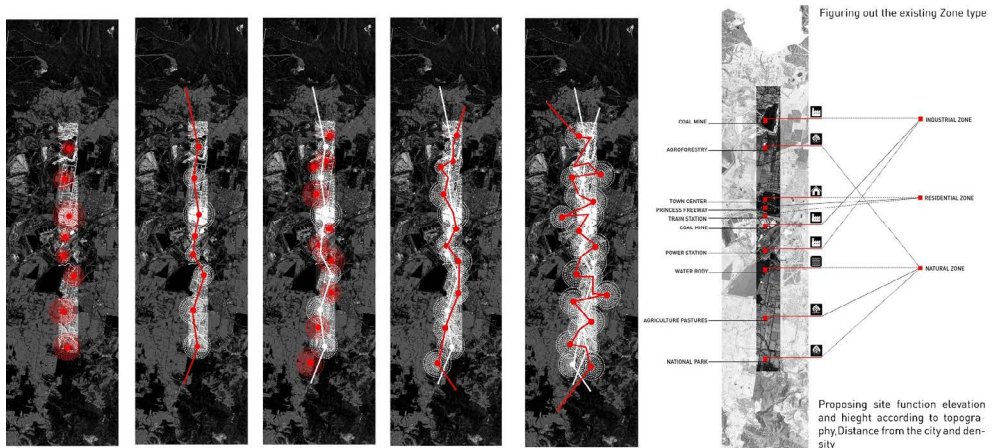 Figuring out the existing Zone type
COAL MINE
INDUSTRIAL ZONE
AGROFORESTRY
TOWN CENTER
RESIDENTIAL ZONE
PRINCESS FREEWAY
TRAIN STATION
COAL MINE
POWER STATION
NATURAL ZONE
WATER BODY
AGRICULTURE PASTURES
NATIONAL PARK
Proposing site function elevation
and hieght according to topogra-
phy,Distance from the city and den-
sity